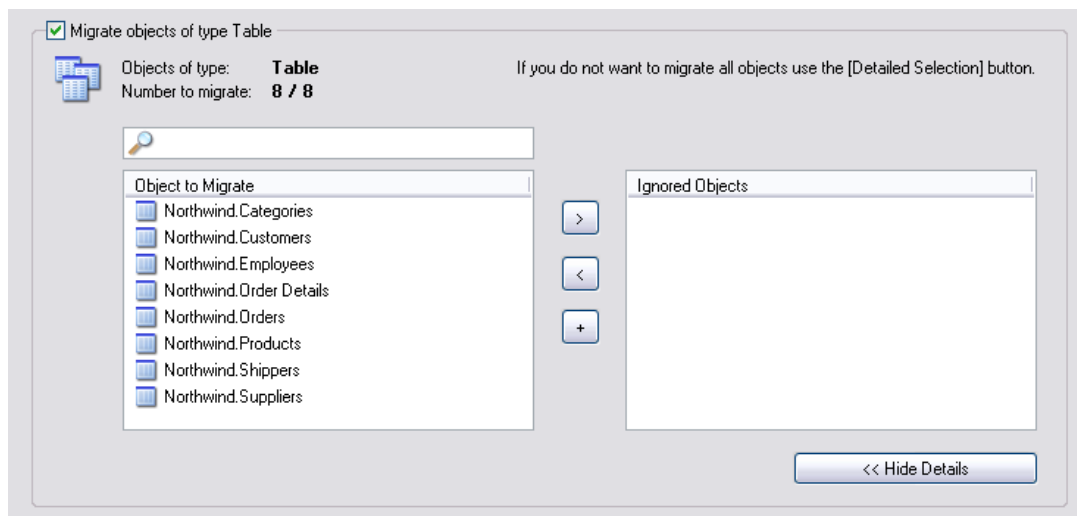 Migrate objects of type Table
Objects of type: Table
If you do not want to migrate all objects use the [Detailed Selection] button.
Number to migrate: 8 / 8
Object to Migrate
Northwind.Categories
Northwind.Customers
Northwind.Employees
Northwind.Order Details
Northwind.Orders
Northwind.Products
Northwind.Shippers
Northwind.Suppliers
>
<
+
Ignored Objects
<< Hide Details